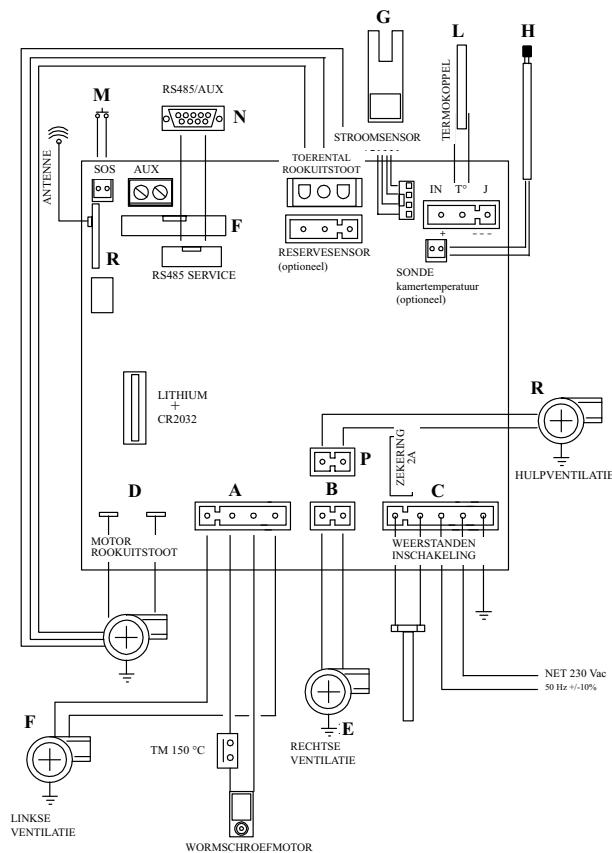 G
L
H
M
RS485/AUX
N
TERMOKOPPEL
ANTENNE
STROOMSENSOR
SOS
AUX
TOERENTAL
ROOKUITSTOOT
IN T° J
F
+
- - -
R
RS485 SERVICE
RESERVESENSOR
(optioneel)
SONDE
kamertemperatuur
(optioneel)
LITHIUM
+
CR2032
R
ZEKERING
2A
P
HULPVENTILATIE
D
A
B
C
MOTOR
ROOKUITSTOOT
WEERSTANDEN
INSCHAKELING
NET 230 Vac
50 Hz +/-10%
F
E
TM 150 °C
RECHTSE
VENTILATIE
LINKSE
VENTILATIE
WORMSCHROEFMOTOR